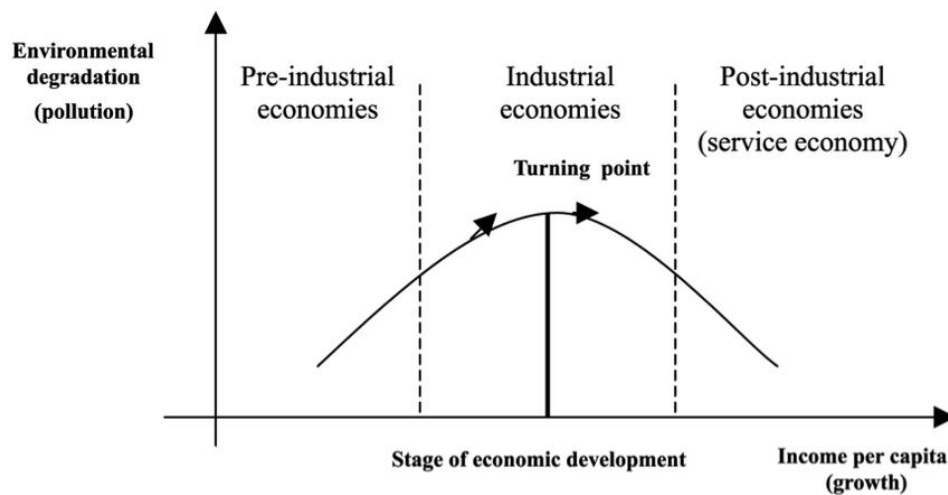 Environmental
degradation
(pollution)
Pre-industrial
economies
Industrial
economies
Post-industrial
economies
(service economy)
Turning point
Stage of economic development
Income per capita
(growth)